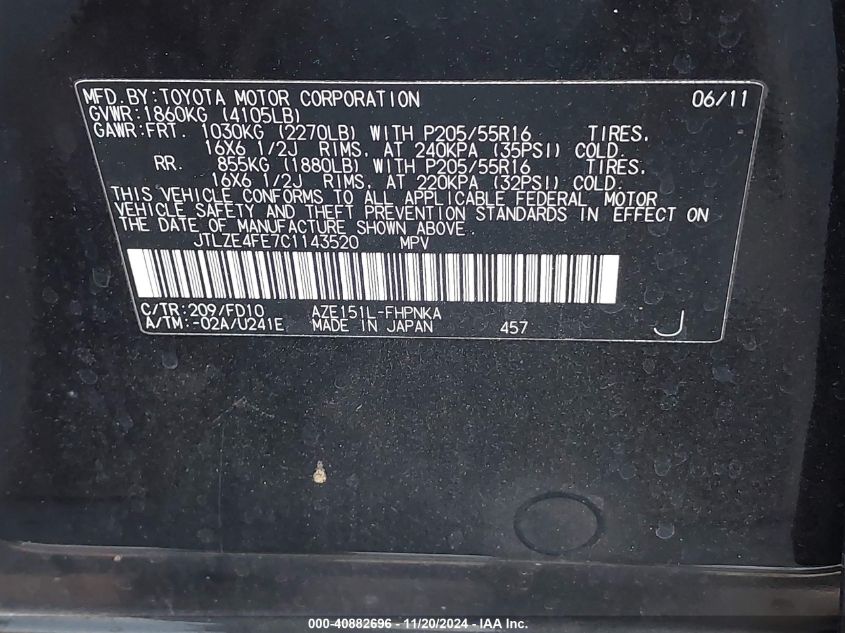 MFD.BY:TOYOTA MOTOR CORPORATION 06/11
GVWR:1860KG (4105LB)
GAWR:FRT. 1030KG (2270LB) WITH P205/55R16 TIRES,
16X6 1/2J RIMS, AT 240KPA (35PSI) COLD.
RR. 855KG (1880LB) WITH P205/55R16 TIRES,
16X6 1/2J RIMS, AT 220KPA (32PSI) COLD.
THIS VEHICLE CONFORMS TO ALL APPLICABLE FEDERAL MOTOR
VEHICLE SAFETY AND THEFT PREVENTION STANDARDS IN EFFECT ON
THE DATE OF MANUFACTURE SHOWN ABOVE.
JTLZE4FE7C1143520 MPV
C/TR:209/FD10 AZE151L-FHPNKA
A/TM:-02A/U241E MADE IN JAPAN 457 J
000-40882696 - 11/20/2024 - IAA Inc.